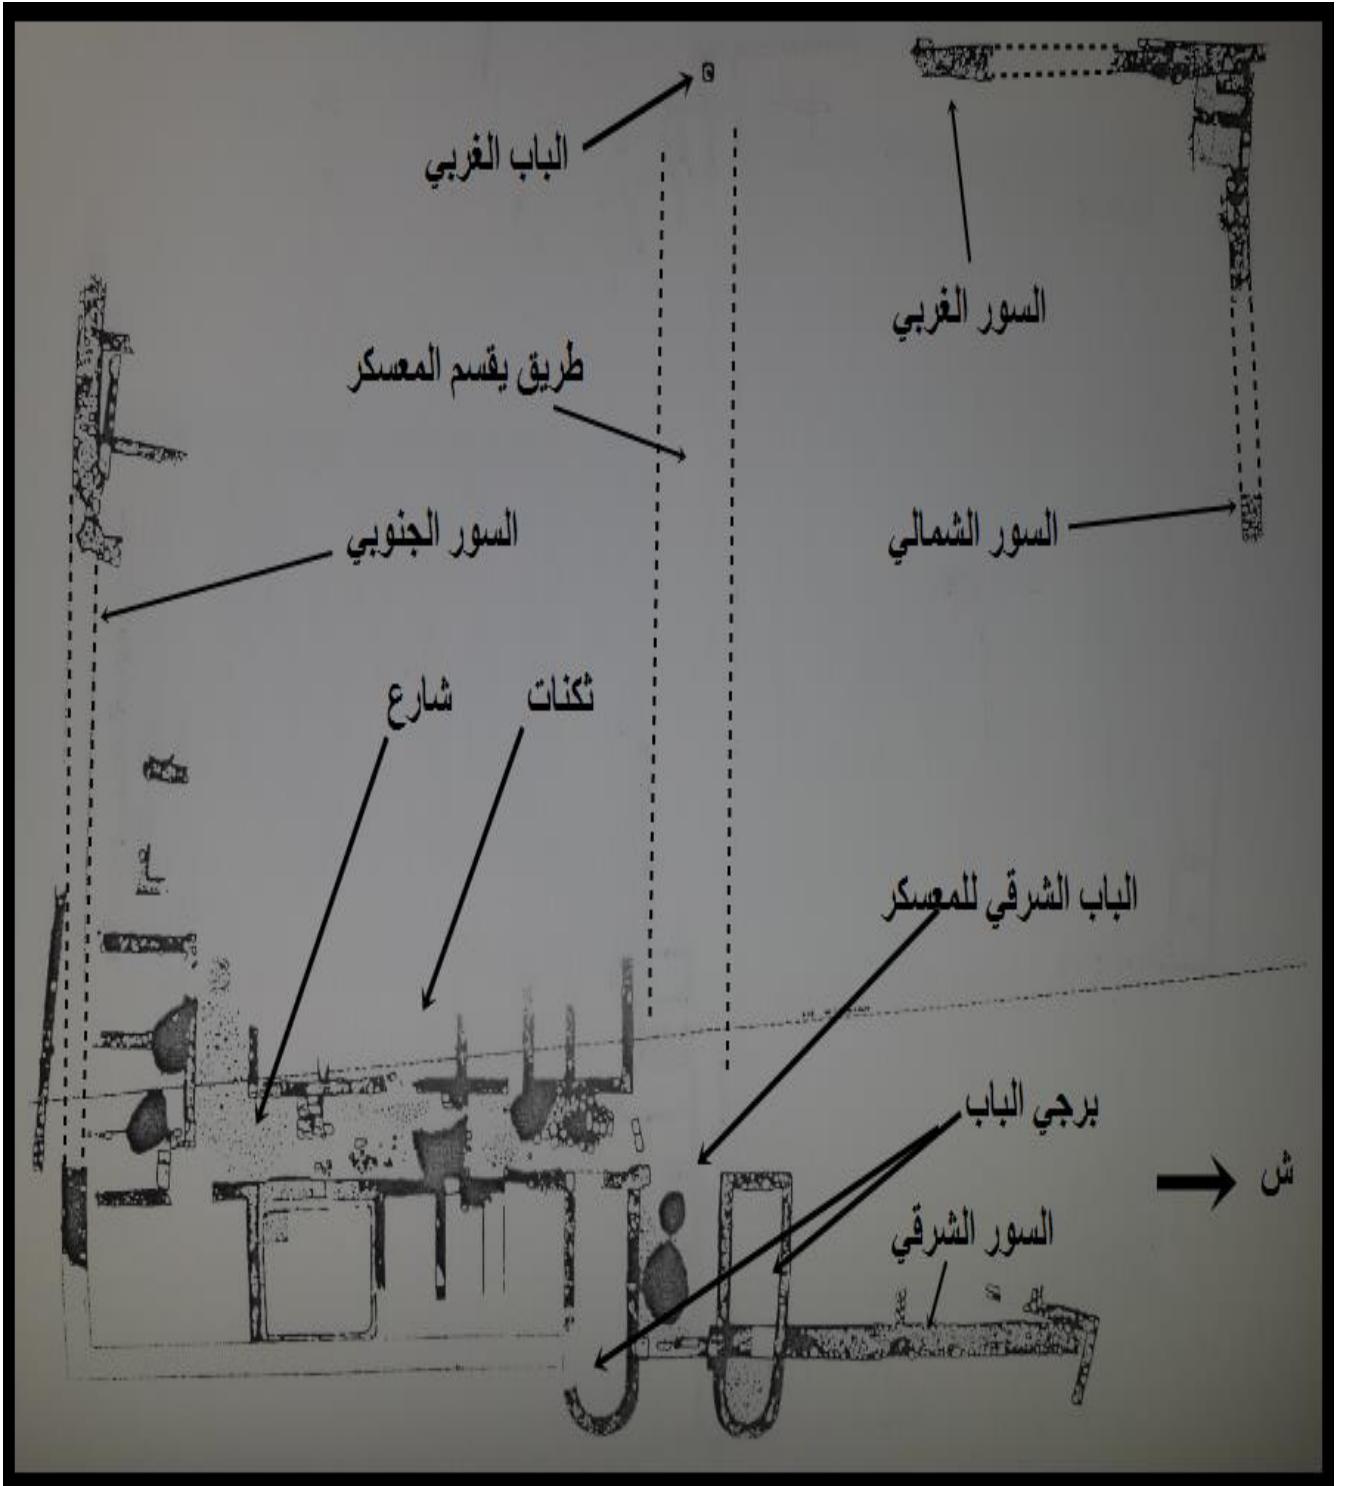 الباب الغربي
السور الغربي
طريق يقسم المعسكر
السور الشمالي
السور الجنوبي
ثكنات
شارع
الباب الشرقي للمعسكر
برجي الباب
ش
السور الشرقي